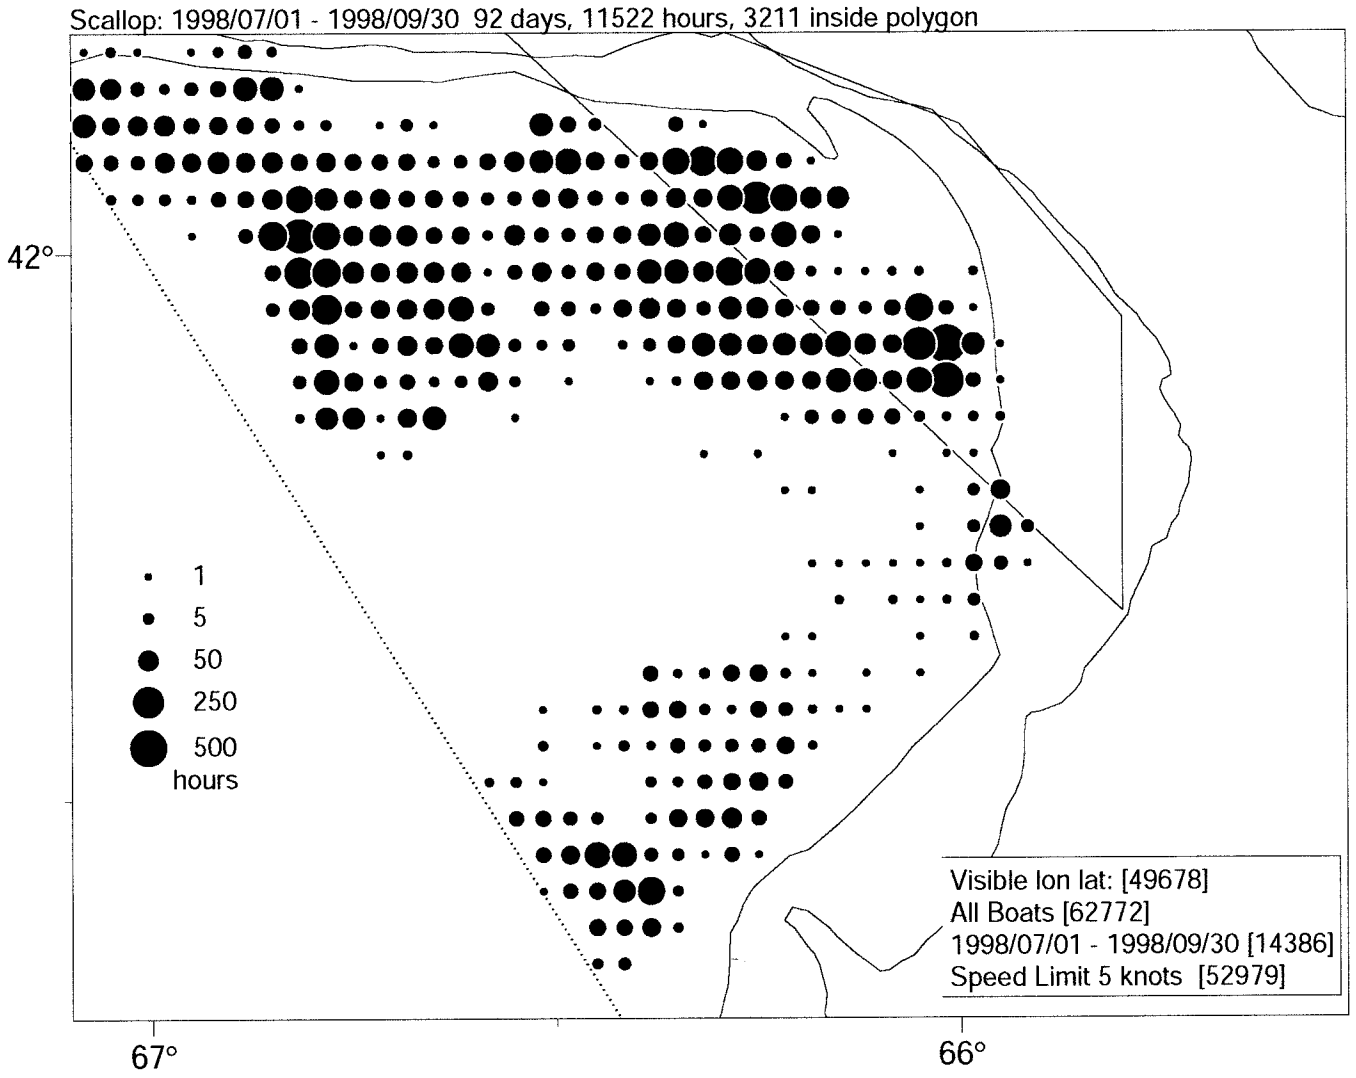 Scallop: 1998/07/01 - 1998/09/30 92 days, 11522 hours, 3211 inside polygon
42°
1
5
50
250
500
hours
Visible lon lat: [49678]
All Boats [62772]
1998/07/01 - 1998/09/30 [14386]
Speed Limit 5 knots [52979]
67°
66°